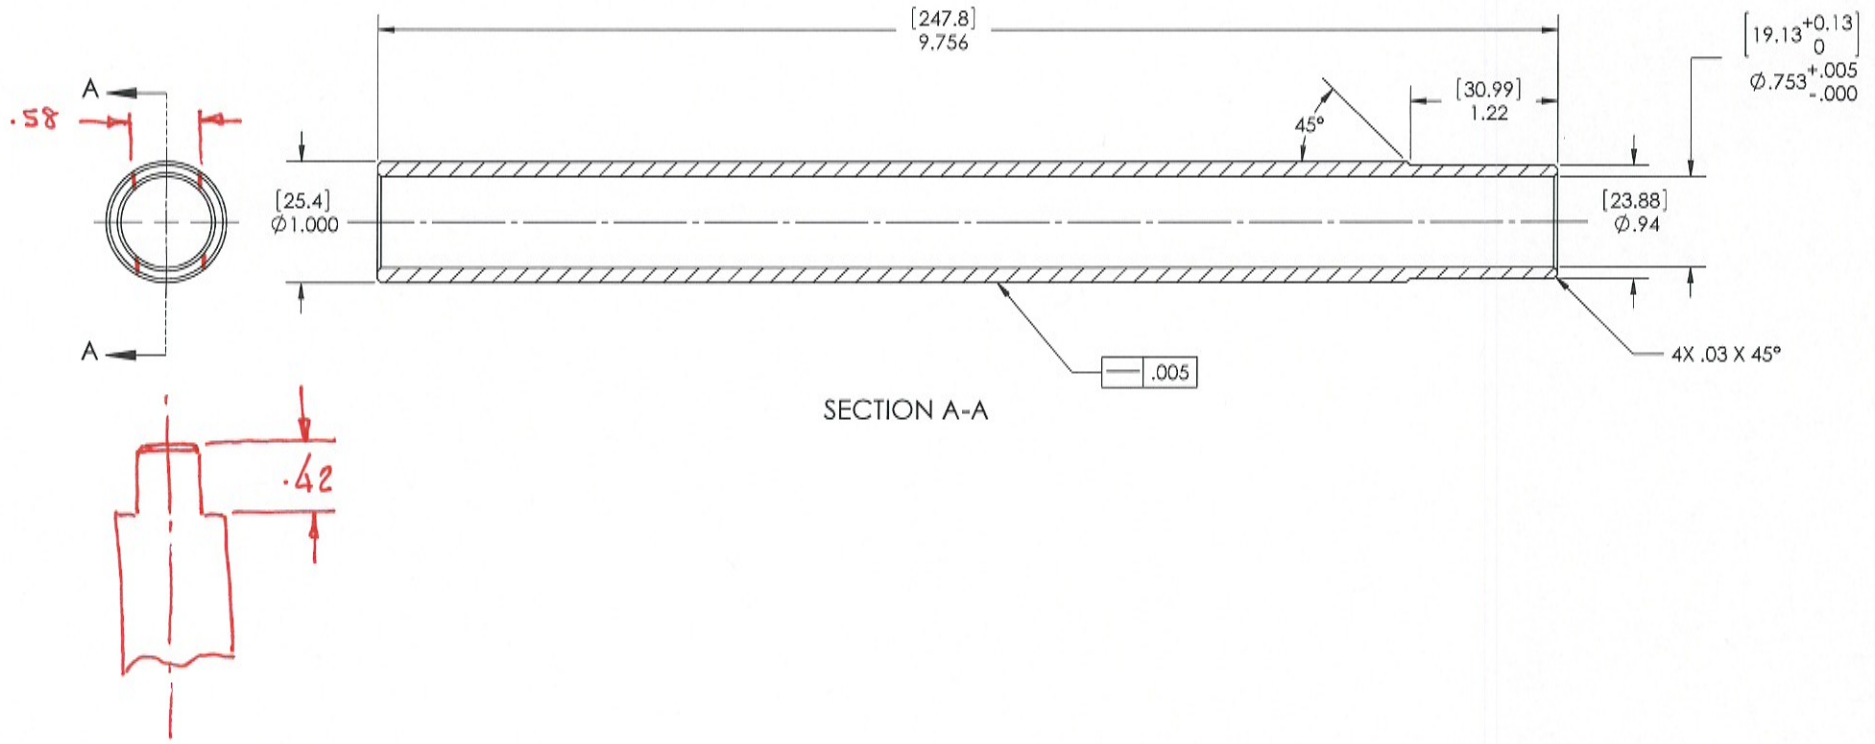 [247.8]
9.756
[19.13 +0.13 0]
Ø.753 +.005 -.000
A
.58
[30.99]
1.22
45°
[25.4]
Ø1.000
[23.88]
Ø.94
A
4X .03 X 45°
.005
SECTION A-A
.42